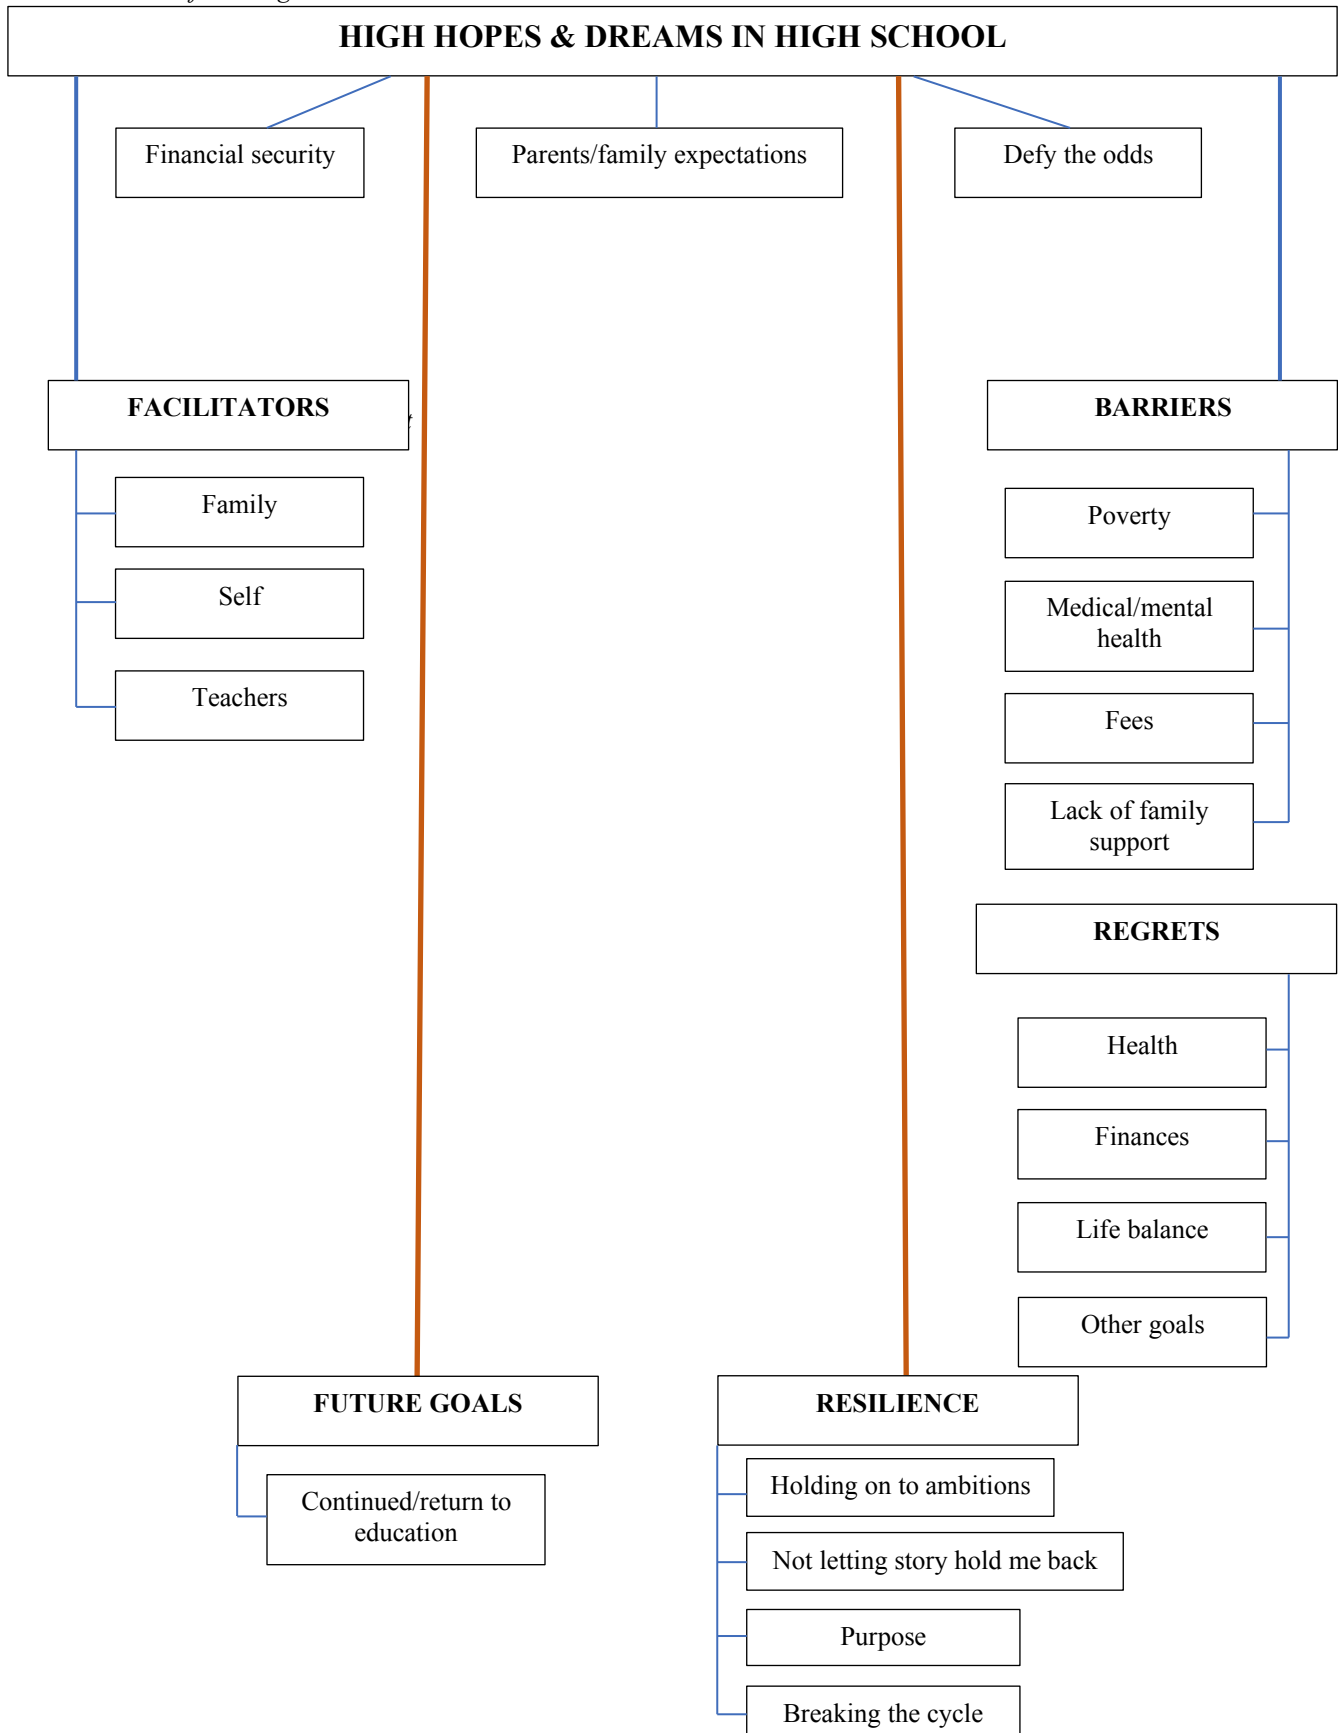 HIGH HOPES & DREAMS IN HIGH SCHOOL
Financial security
Parents/family expectations
Defy the odds
FACILITATORS
Family
Self
Teachers
BARRIERS
Poverty
Medical/mental
health
Fees
Lack of family
support
REGRETS
Health
Finances
Life balance
Other goals
FUTURE GOALS
Continued/return to
education
RESILIENCE
Holding on to ambitions
Not letting story hold me back
Purpose
Breaking the cycle